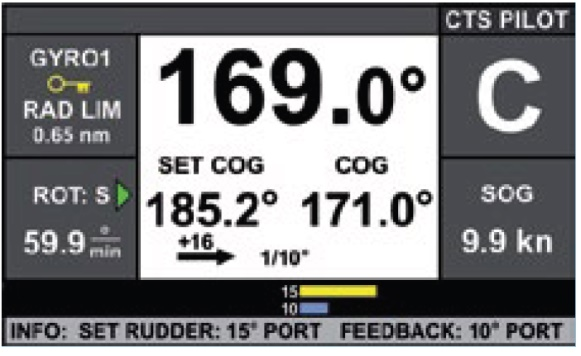 CTS PILOT
GYRO1
RAD LIM
0.65 nm
169.0°
C
SET COG COG
185.2° 171.0°
+16
1/10°
ROT: S
59.9 °/min
SOG
9.9 kn
15
10
INFO: SET RUDDER: 15° PORT FEEDBACK: 10° PORT